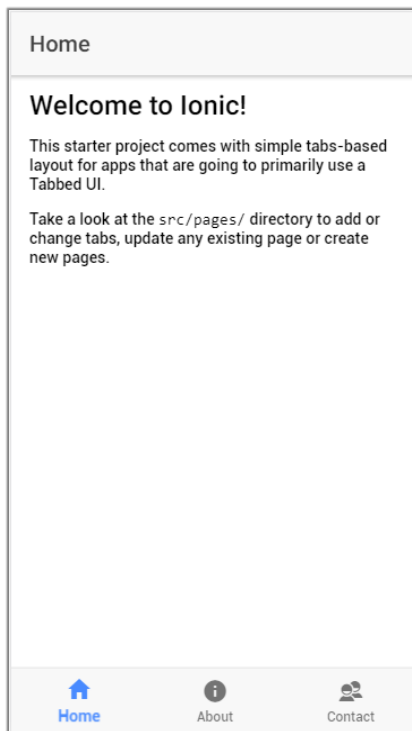 Home
Welcome to Ionic!
This starter project comes with simple tabs-based
layout for apps that are going to primarily use a
Tabbed UI.
Take a look at the src/pages/ directory to add or
change tabs, update any existing page or create
new pages.
Home
About
Contact